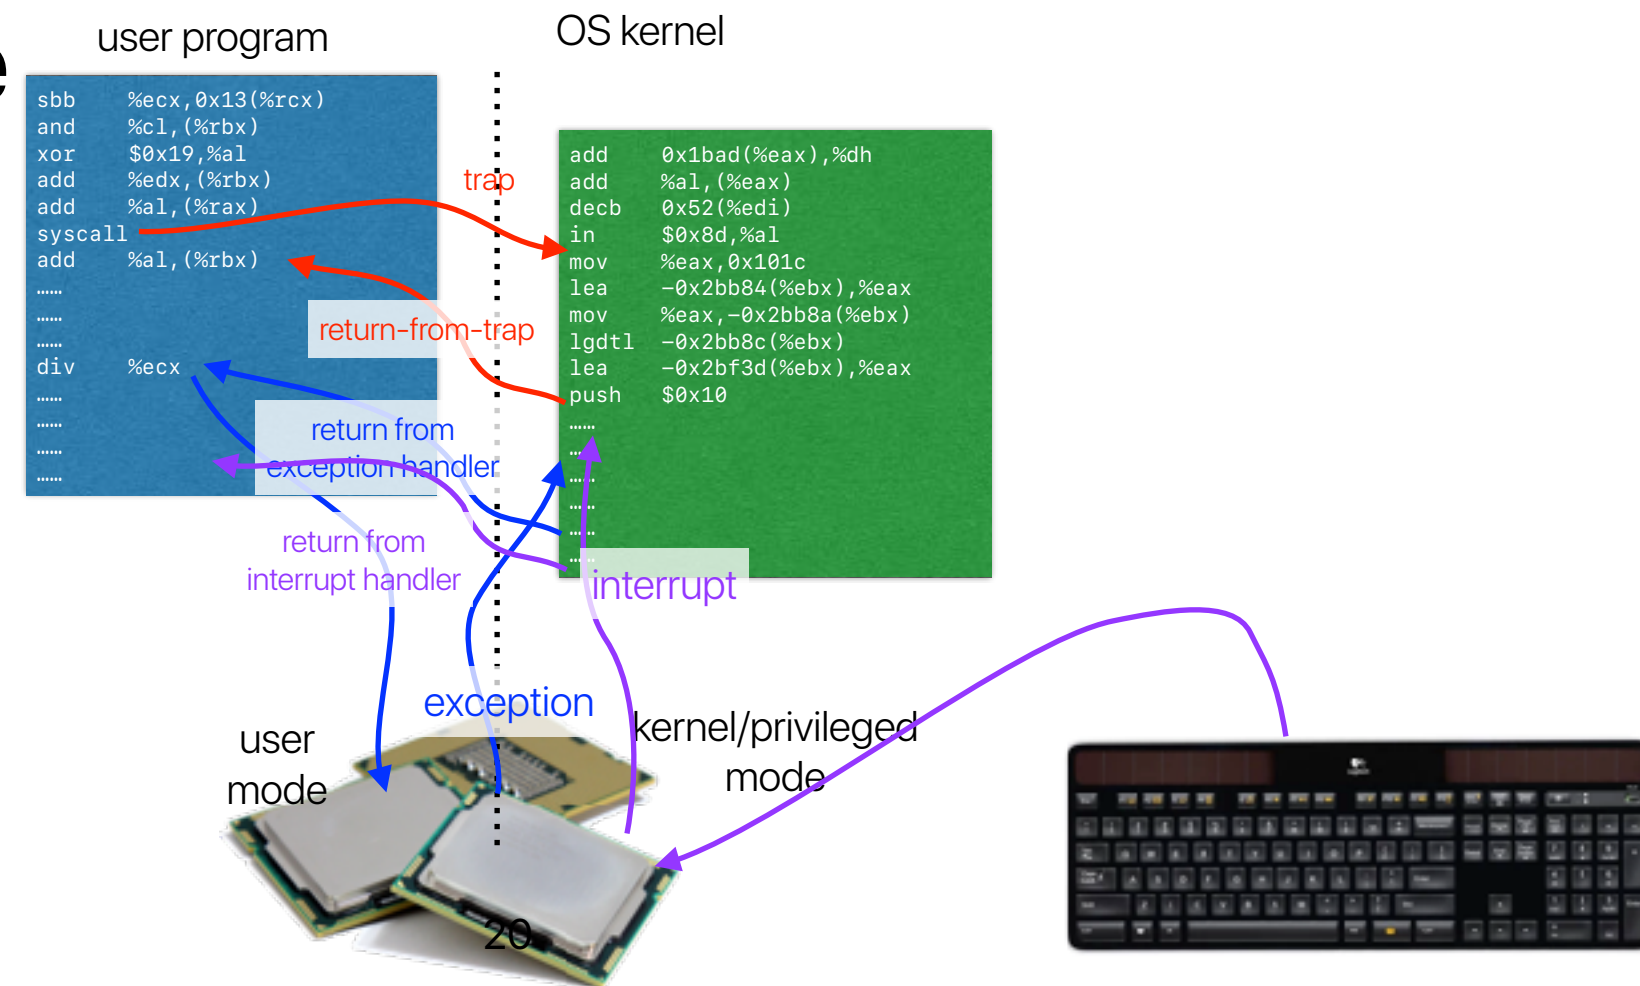 e
user program
OS kernel
sbb %ecx,0x13(%rcx)
and %cl,(%rbx)
xor $0x19,%al
add %edx,(%rbx)
add %al,(%rax)
syscall
add %al,(%rbx)
……
……
……
div %ecx
……
……
……
……
add 0x1bad(%eax),%dh
add %al,(%eax)
decb 0x52(%edi)
in $0x8d,%al
mov %eax,0x101c
lea -0x2bb84(%ebx),%eax
mov %eax,-0x2bb8a(%ebx)
lgdtl -0x2bb8c(%ebx)
lea -0x2bf3d(%ebx),%eax
push $0x10
……
……
……
……
……
……
trap
return-from-trap
return from
exception handler
return from
interrupt handler
interrupt
exception
user
mode
kernel/privileged
mode
20